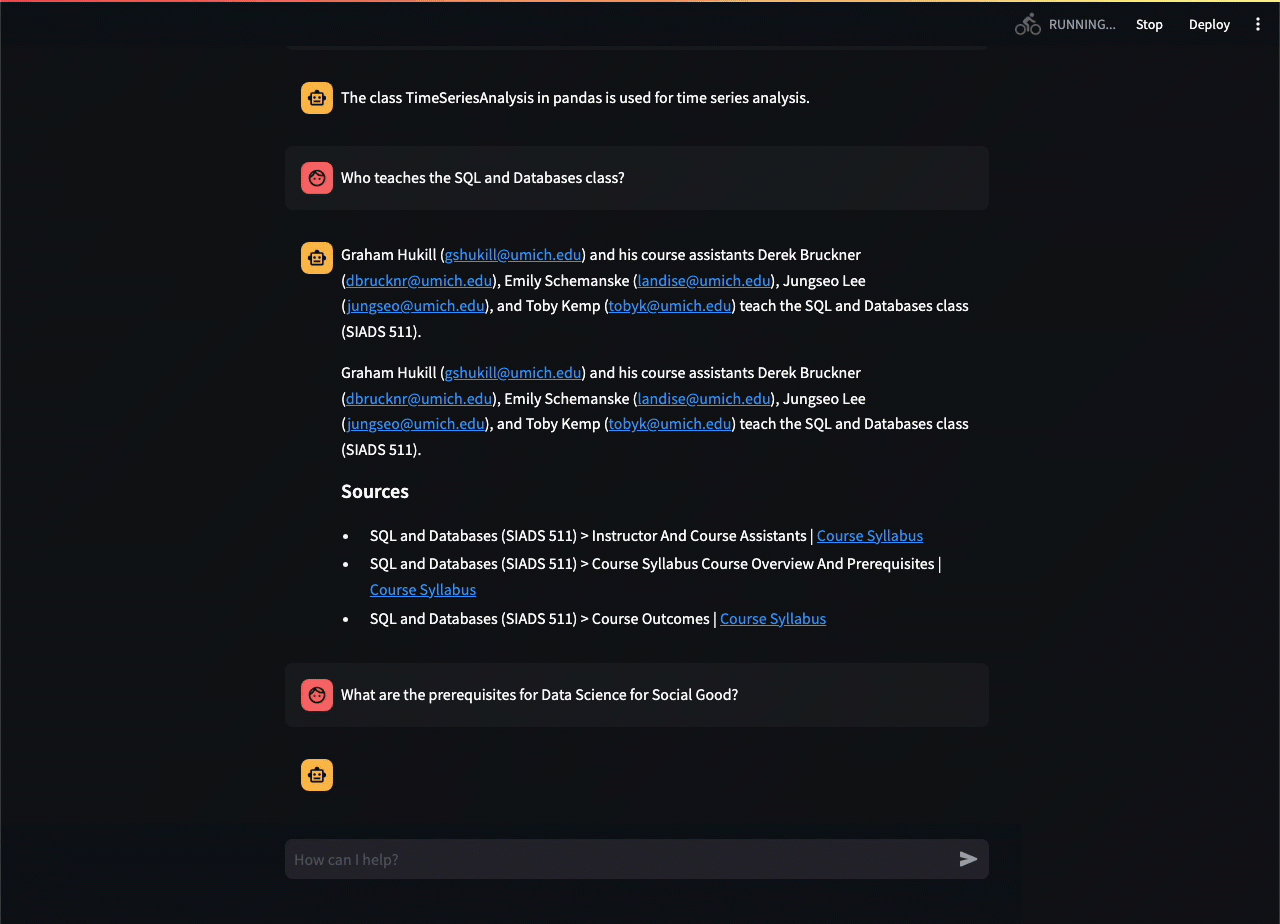 RUNNING... Stop Deploy
The class TimeSeriesAnalysis in pandas is used for time series analysis.
Who teaches the SQL and Databases class?
Graham Hukill (gshukill@umich.edu) and his course assistants Derek Bruckner
(dbrucknr@umich.edu), Emily Schemanske (landise@umich.edu), Jungseo Lee
(jungseo@umich.edu), and Toby Kemp (tobyk@umich.edu) teach the SQL and Databases class
(SIADS 511).
Graham Hukill (gshukill@umich.edu) and his course assistants Derek Bruckner
(dbrucknr@umich.edu), Emily Schemanske (landise@umich.edu), Jungseo Lee
(jungseo@umich.edu), and Toby Kemp (tobyk@umich.edu) teach the SQL and Databases class
(SIADS 511).
Sources
• SQL and Databases (SIADS 511) > Instructor And Course Assistants | Course Syllabus
• SQL and Databases (SIADS 511) > Course Syllabus Course Overview And Prerequisites |
Course Syllabus
• SQL and Databases (SIADS 511) > Course Outcomes | Course Syllabus
What are the prerequisites for Data Science for Social Good?
How can I help?